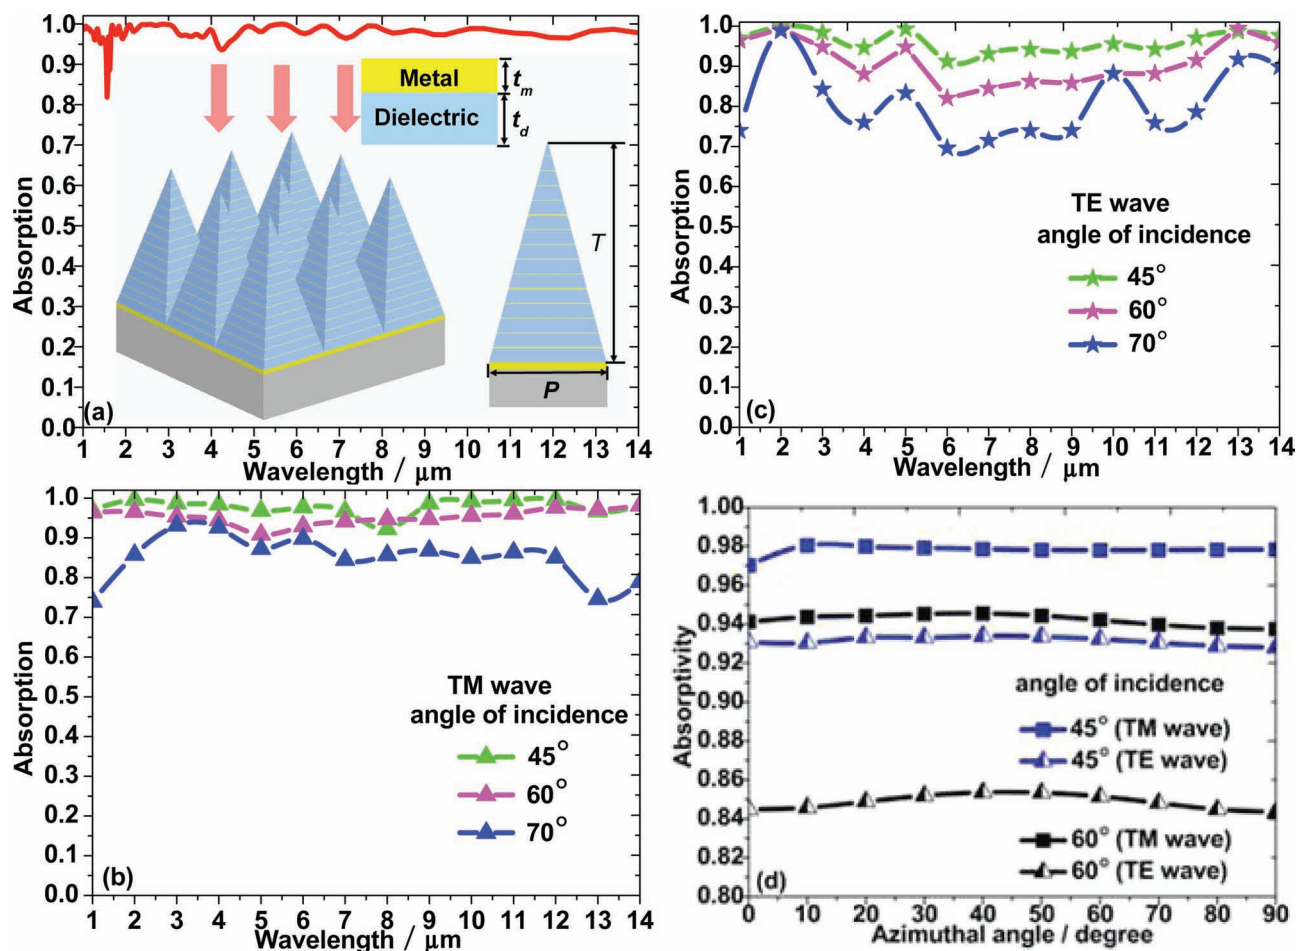 1.0
0.9
0.8
0.7
0.6
0.5
0.4
0.3
0.2
0.1
0.0
Absorption
Metal
Dielectric
t_m
t_d
T
P
(a)
1 2 3 4 5 6 7 8 9 10 11 12 13 14
Wavelength / μm
1.0
0.9
0.8
0.7
0.6
0.5
0.4
0.3
0.2
0.1
0.0
Absorption
TE wave
angle of incidence
45°
60°
70°
(c)
1 2 3 4 5 6 7 8 9 10 11 12 13 14
Wavelength / μm
1.0
0.9
0.8
0.7
0.6
0.5
0.4
0.3
0.2
0.1
0.0
Absorption
TM wave
angle of incidence
45°
60°
70°
(b)
1 2 3 4 5 6 7 8 9 10 11 12 13 14
Wavelength / μm
1.00
0.98
0.96
0.94
0.92
0.90
0.88
0.86
0.84
0.82
0.80
Absorptivity
angle of incidence
45° (TM wave)
45° (TE wave)
60° (TM wave)
60° (TE wave)
(d)
0 10 20 30 40 50 60 70 80 90
Azimuthal angle / degree